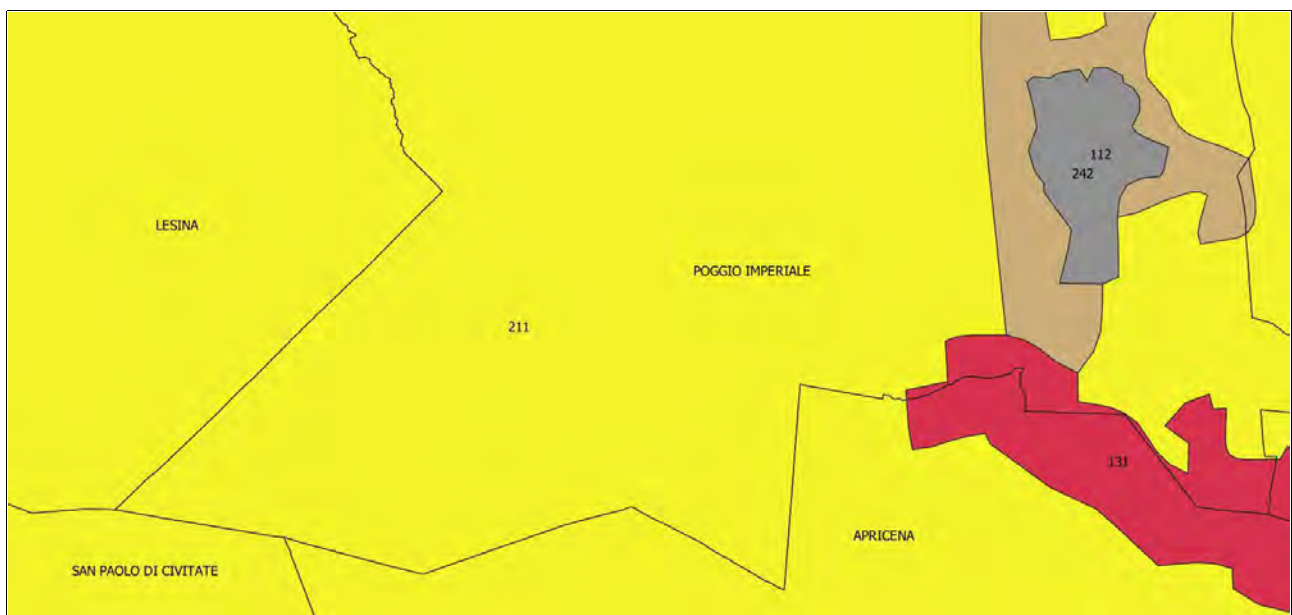 112
242
LESINA
POGGIO IMPERIALE
211
131
APRICENA
SAN PAOLO DI CIVITATE